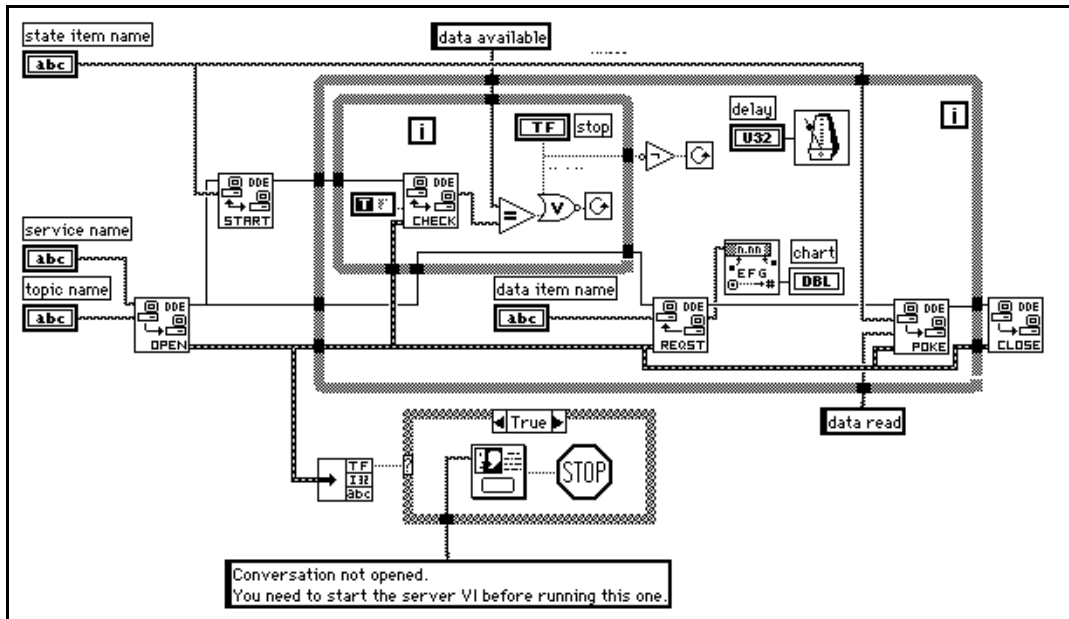 state item name
abc
data available
i
TF
stop
delay
U32
i
DDE
START
T
DDE
CHECK
=
V
service name
abc
topic name
abc
DDE
OPEN
data item name
abc
n.nn
EFG
#
chart
DBL
DDE
REQST
DDE
POKE
DDE
CLOSE
data read
True
TF
I32
abc
?
STOP
Conversation not opened.
You need to start the server VI before running this one.